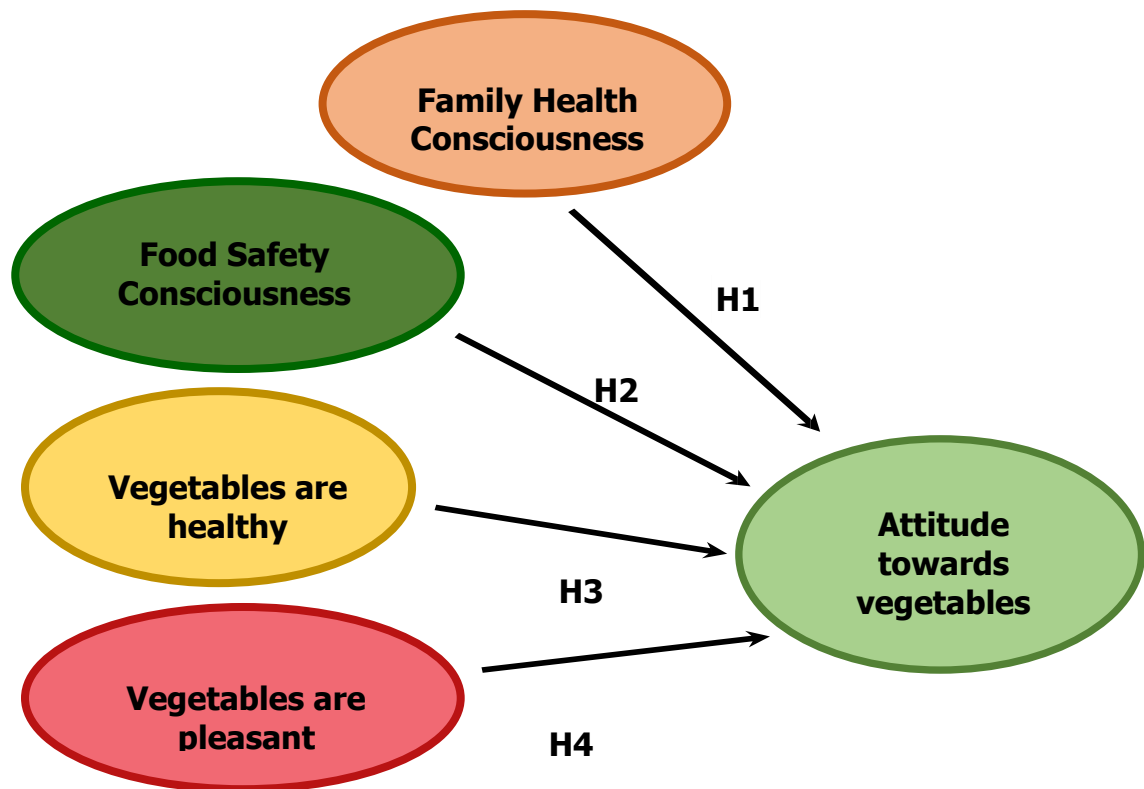 Family Health
Consciousness
Food Safety
Consciousness
H1
H2
Vegetables are
healthy
Attitude
towards
vegetables
H3
Vegetables are
pleasant
H4